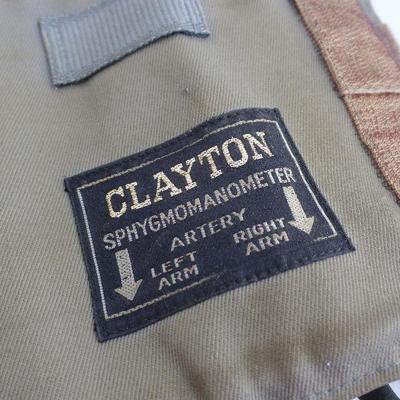 CLAYTON
SPHYGMOMANOMETER
ARTERY
LEFT ARM
RIGHT ARM